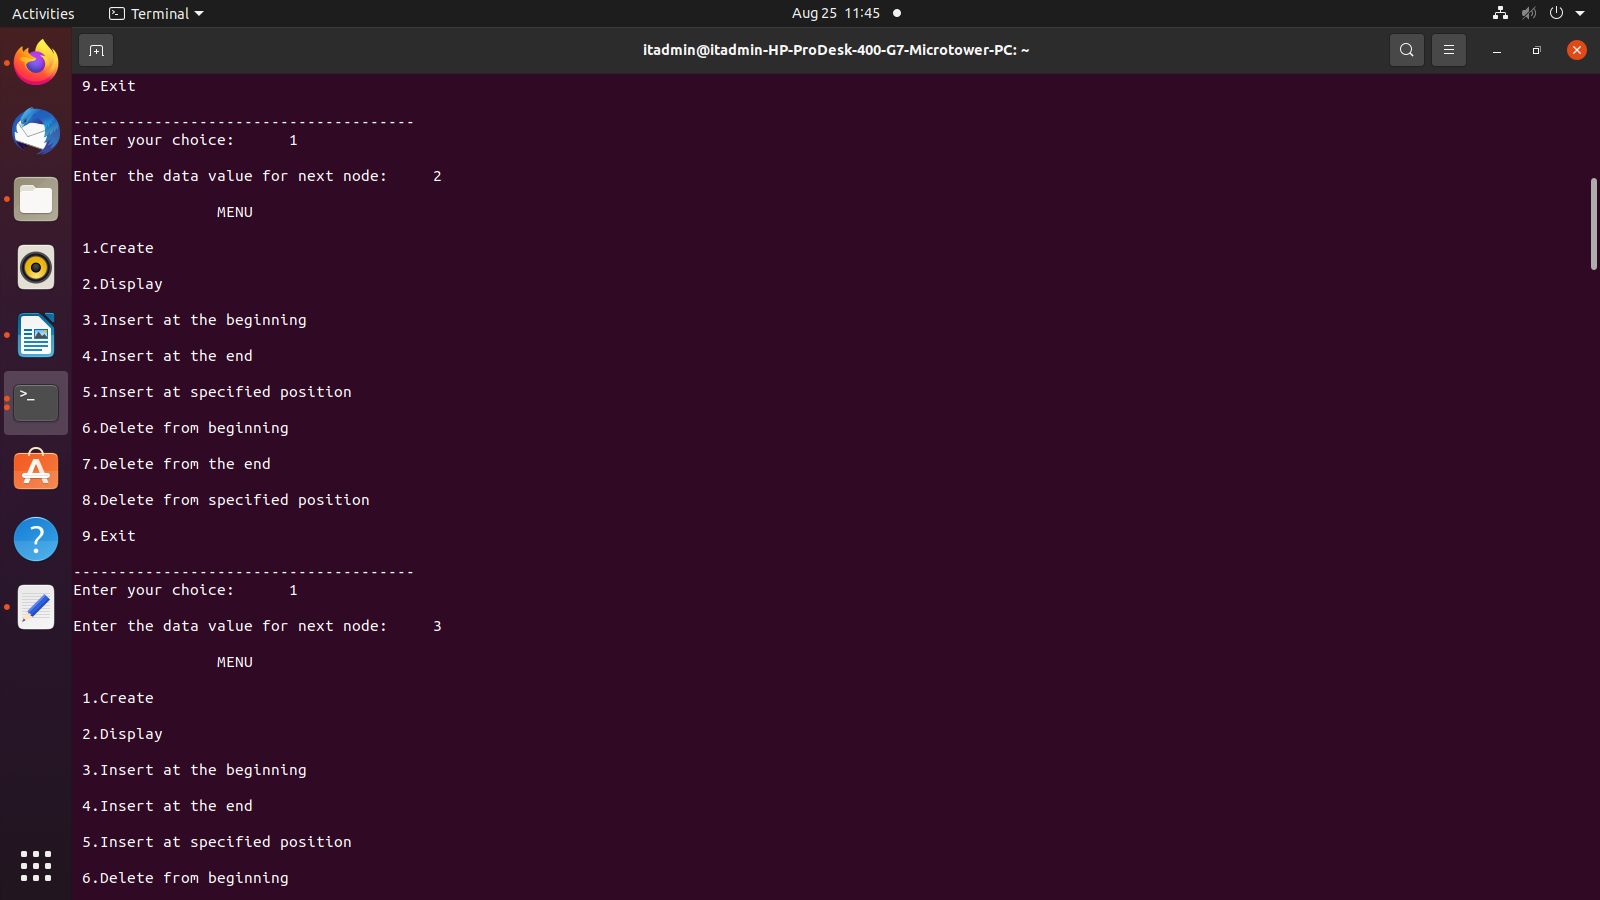 Activities
Terminal
Aug 25 11:45
itadmin@itadmin-HP-ProDesk-400-G7-Microtower-PC: ~
9.Exit
--------------------------------------
Enter your choice: 1
Enter the data value for next node: 2
MENU
1.Create
2.Display
3.Insert at the beginning
4.Insert at the end
5.Insert at specified position
6.Delete from beginning
7.Delete from the end
8.Delete from specified position
9.Exit
--------------------------------------
Enter your choice: 1
Enter the data value for next node: 3
MENU
1.Create
2.Display
3.Insert at the beginning
4.Insert at the end
5.Insert at specified position
6.Delete from beginning